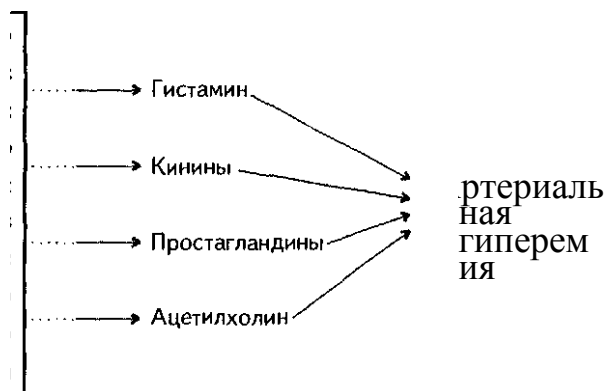 Гистамин
Кинины
Простагландины
Ацетилхолин
ртериаль
ная
гиперем
ия